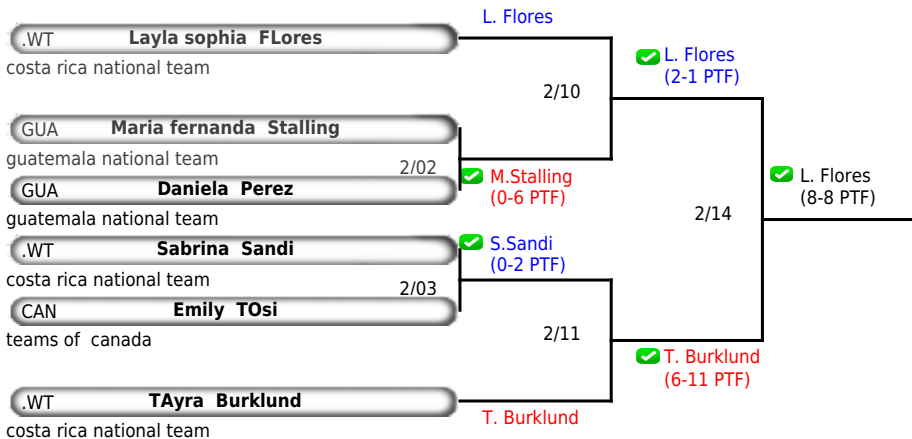 L. Flores
.WT Layla sophia FLores
costa rica national team
L. Flores
(2-1 PTF)
2/10
GUA Maria fernanda Stalling
guatemala national team
2/02
M.Stalling
(0-6 PTF)
GUA Daniela Perez
guatemala national team
L. Flores
(8-8 PTF)
2/14
.WT Sabrina Sandi
costa rica national team
S.Sandi
(0-2 PTF)
2/03
CAN Emily TOsi
teams of canada
2/11
T. Burklund
(6-11 PTF)
.WT TAyra Burklund
costa rica national team
T. Burklund